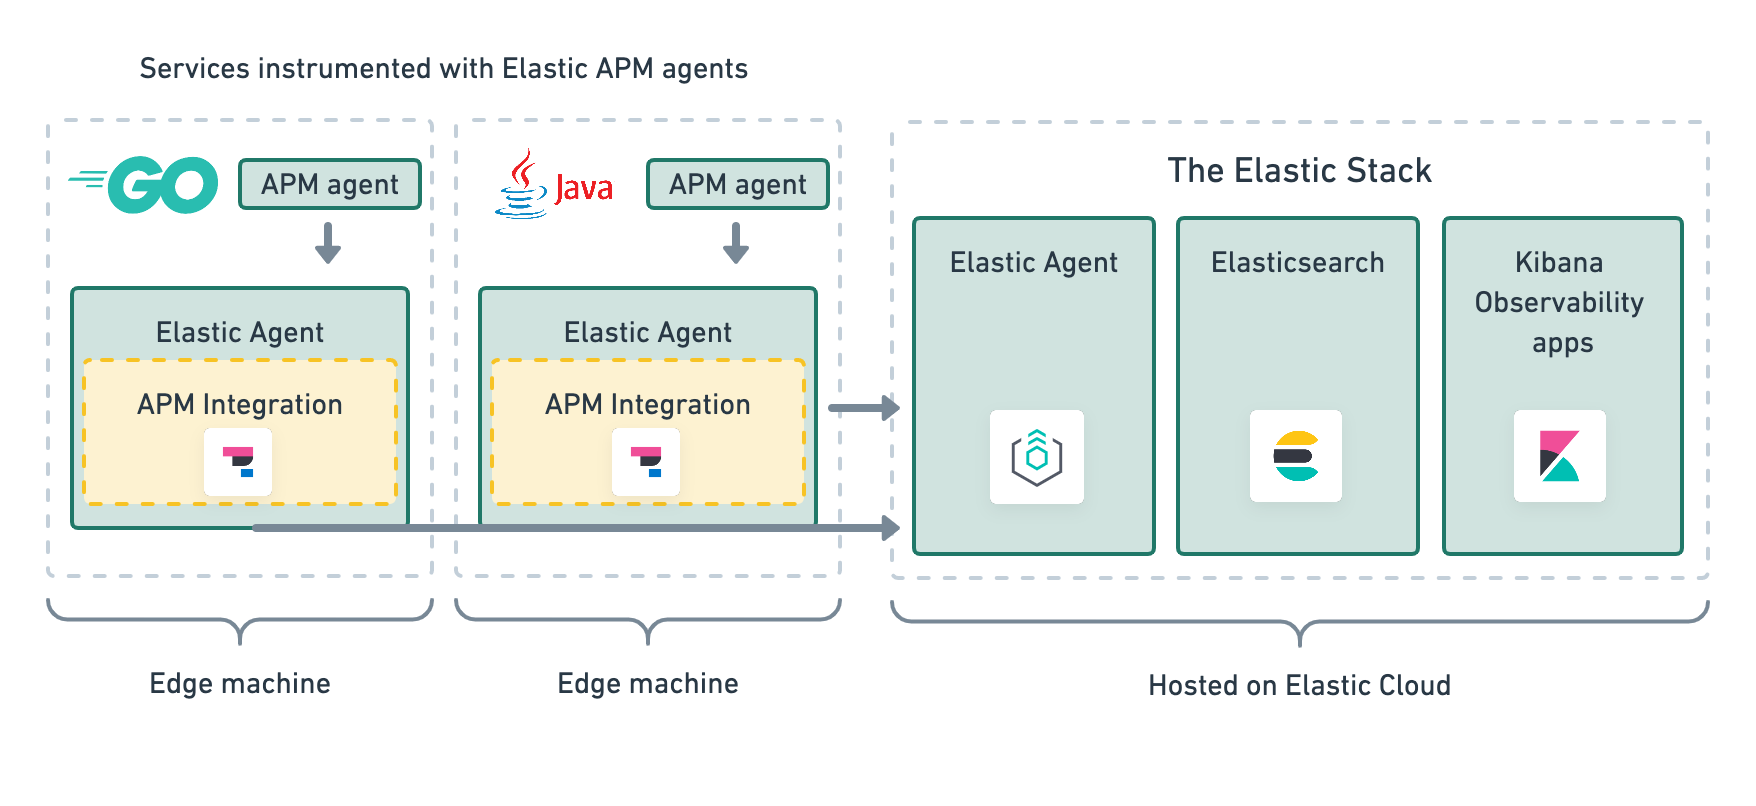 Services instrumented with Elastic APM agents
GO
APM agent
Elastic Agent
APM Integration
Edge machine
Java
APM agent
Elastic Agent
APM Integration
Edge machine
The Elastic Stack
Elastic Agent
Elasticsearch
Kibana
Observability
apps
Hosted on Elastic Cloud